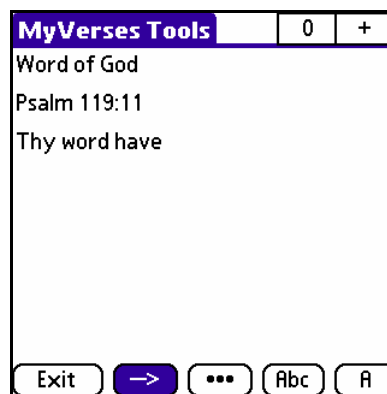 MyVerses Tools 0 +
Word of God
Psalm 119:11
Thy word have
Exit --> ••• Abc A